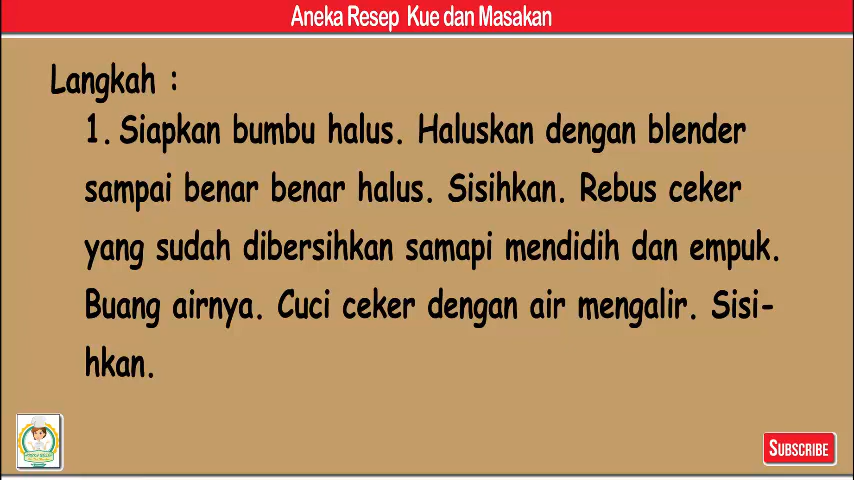 Aneka Resep Kue dan Masakan
Langkah :
1. Siapkan bumbu halus. Haluskan dengan blender
sampai benar benar halus. Sisihkan. Rebus ceker
yang sudah dibersihkan samapi mendidih dan empuk.
Buang airnya. Cuci ceker dengan air mengalir. Sisi-
hkan.
SUBSCRIBE